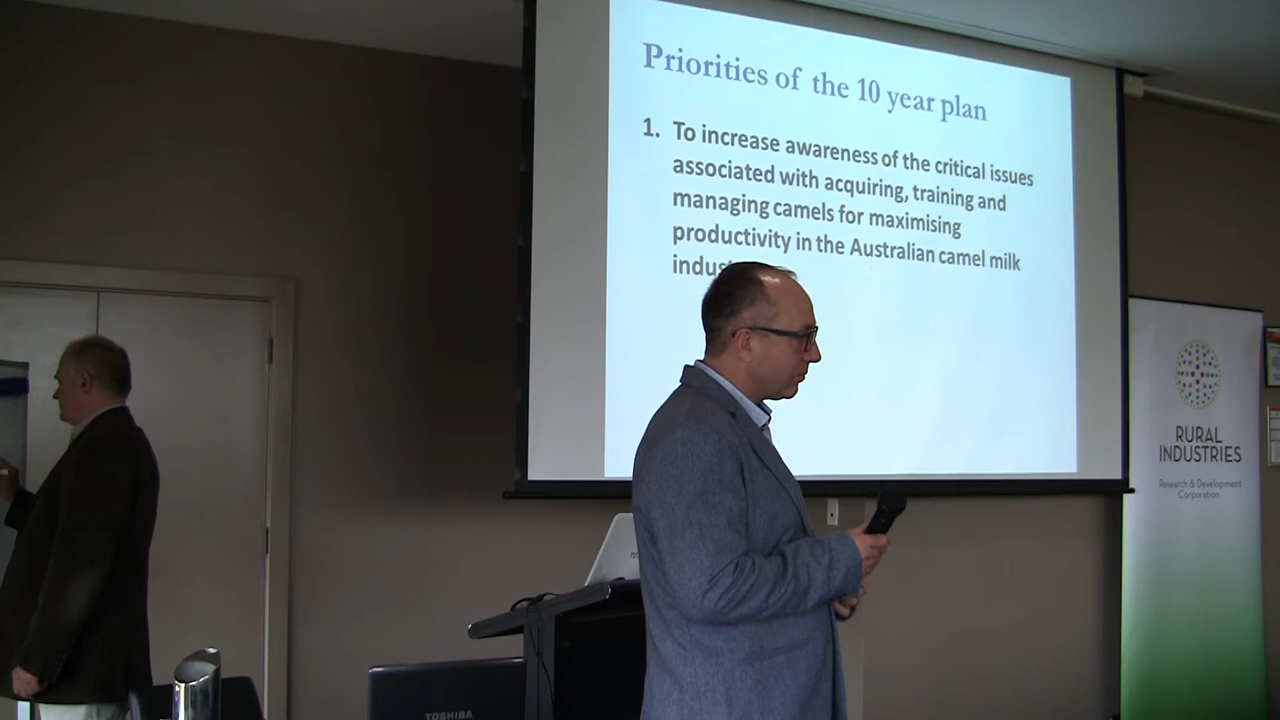 Priorities of the 10 year plan
1. To increase awareness of the critical issues
associated with acquiring, training and
managing camels for maximising
productivity in the Australian camel milk
RURAL
INDUSTRIES
Research & Development
Corporation
TOSHIBA